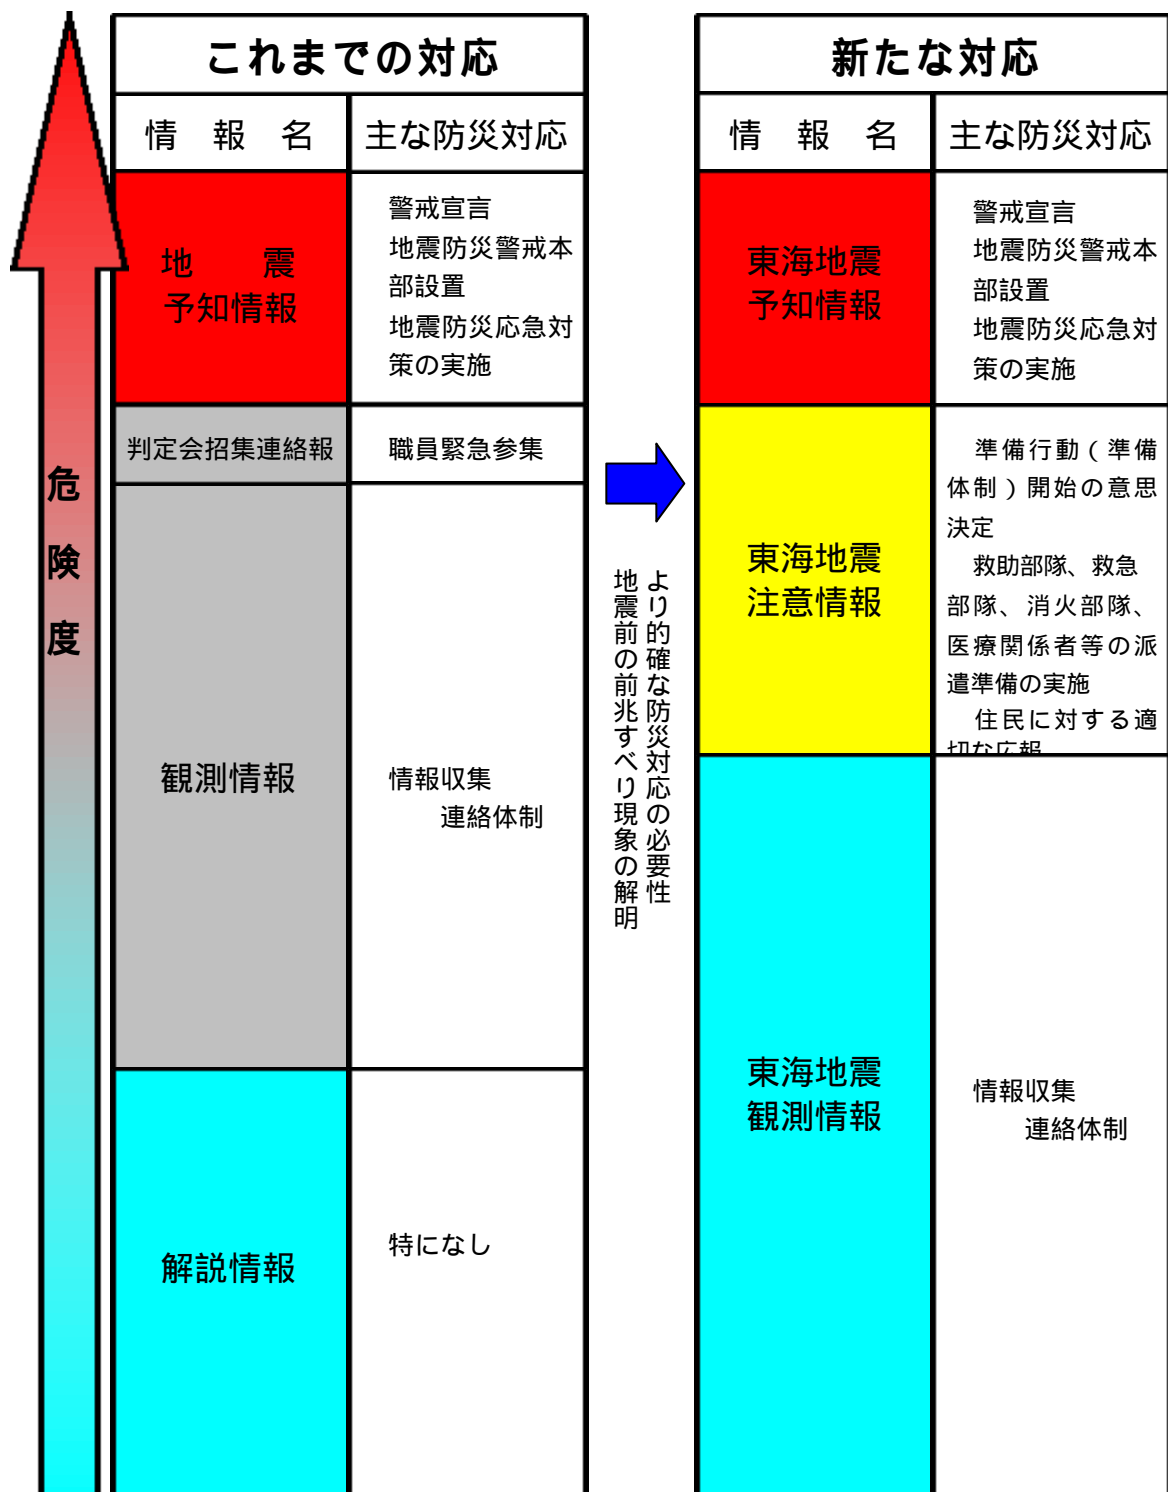 危険度
これまでの対応
情　報　名
主な防災対応
地　　震
予知情報
警戒宣言
地震防災警戒本
部設置
地震防災応急対
策の実施
判定会招集連絡報
職員緊急参集
観測情報
情報収集
連絡体制
解説情報
特になし
より的確な防災対応の必要性
地震前の前兆すべり現象の解明
新たな対応
情　報　名
主な防災対応
東海地震
予知情報
警戒宣言
地震防災警戒本
部設置
地震防災応急対
策の実施
東海地震
注意情報
準備行動（準備
体制）開始の意思
決定
救助部隊、救急
部隊、消火部隊、
医療関係者等の派
遣準備の実施
住民に対する適
切な広報
東海地震
観測情報
情報収集
連絡体制